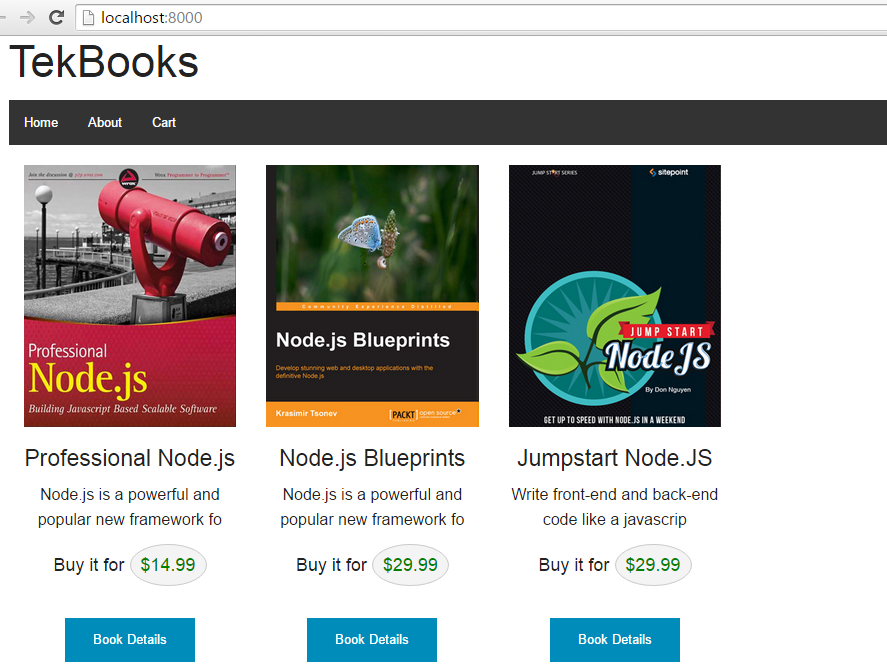 localhost:8000
TekBooks
Home About Cart
Join the discussion @ p2p.wrox.com Wrox Programmer to Programmer™
wrox
Professional
Node.js
Building Javascript Based Scalable Software
Community Experience Distilled
Node.js Blueprints
Develop stunning web and desktop applications with the
definitive Node.js
Krasimir Tsonev
PACKT open source
JUMP START SERIES sitepoint
JUMP START
Node JS
By Don Nguyen
GET UP TO SPEED WITH NODE.JS IN A WEEKEND
Professional Node.js Node.js Blueprints Jumpstart Node.JS
Node.js is a powerful and Node.js is a powerful and Write front-end and back-end
popular new framework fo popular new framework fo code like a javascrip
Buy it for $14.99 Buy it for $29.99 Buy it for $29.99
Book Details Book Details Book Details